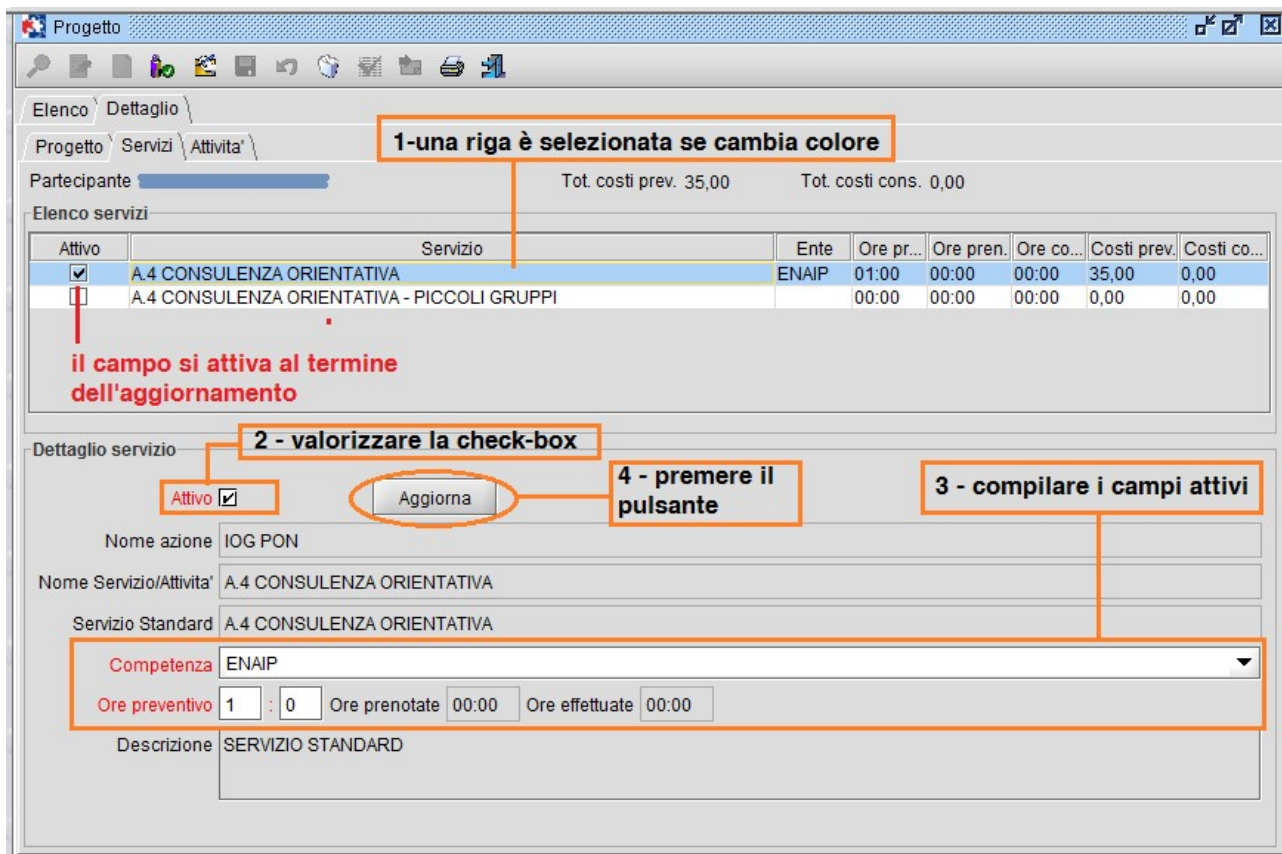 Progetto
Elenco Dettaglio
Progetto Servizi Attivita'
1-una riga è selezionata se cambia colore
Partecipante Tot. costi prev. 35,00 Tot. costi cons. 0,00
Elenco servizi
Attivo Servizio Ente Ore pr... Ore pren. Ore co... Costi prev. Costi co...
A.4 CONSULENZA ORIENTATIVA ENAIP 01:00 00:00 00:00 35,00 0,00
A.4 CONSULENZA ORIENTATIVA - PICCOLI GRUPPI 00:00 00:00 00:00 0,00 0,00
il campo si attiva al termine
dell'aggiornamento
Dettaglio servizio
2 - valorizzare la check-box
Attivo
Aggiorna
4 - premere il
pulsante
3 - compilare i campi attivi
Nome azione IOG PON
Nome Servizio/Attivita' A.4 CONSULENZA ORIENTATIVA
Servizio Standard A.4 CONSULENZA ORIENTATIVA
Competenza ENAIP
Ore preventivo 1 : 0 Ore prenotate 00:00 Ore effettuate 00:00
Descrizione SERVIZIO STANDARD